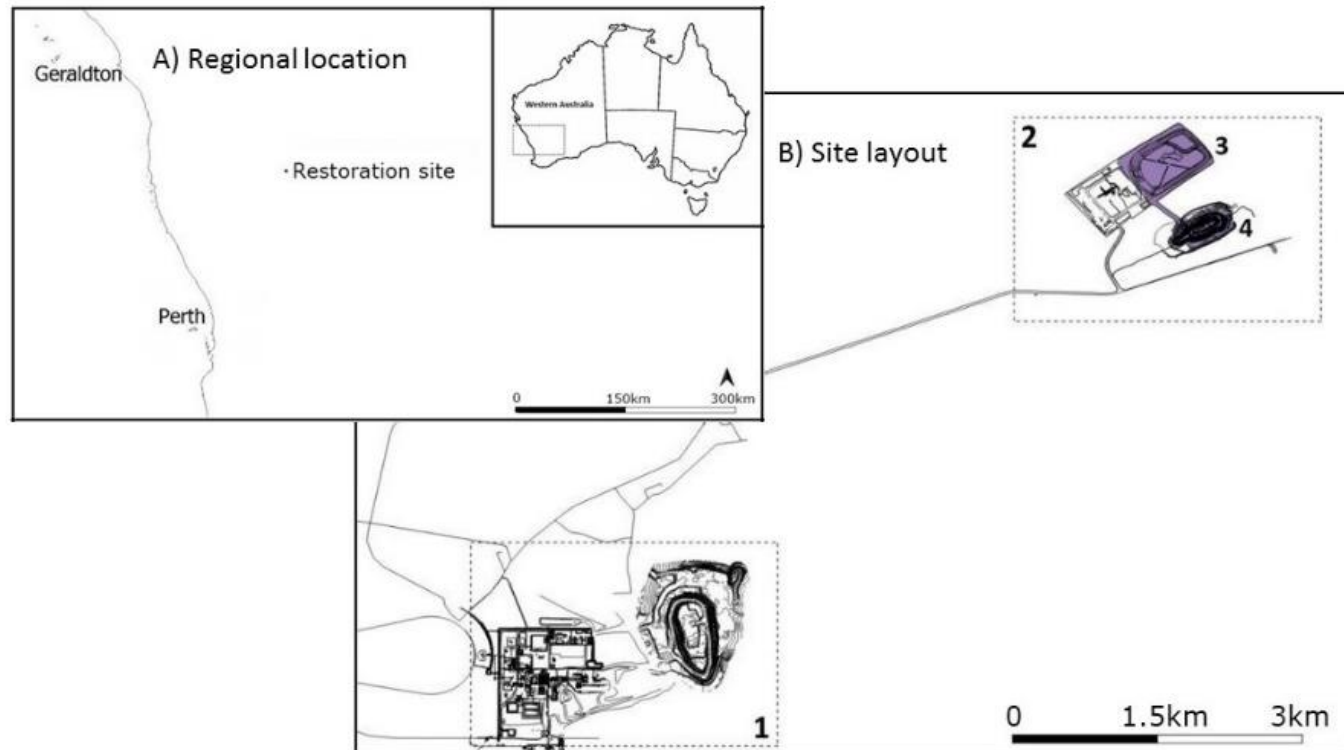 A) Regional location
Geraldton
Restoration site
Perth
0 150km 300km
Western Australia
B) Site layout
2
3
4
1
0 1.5km 3km